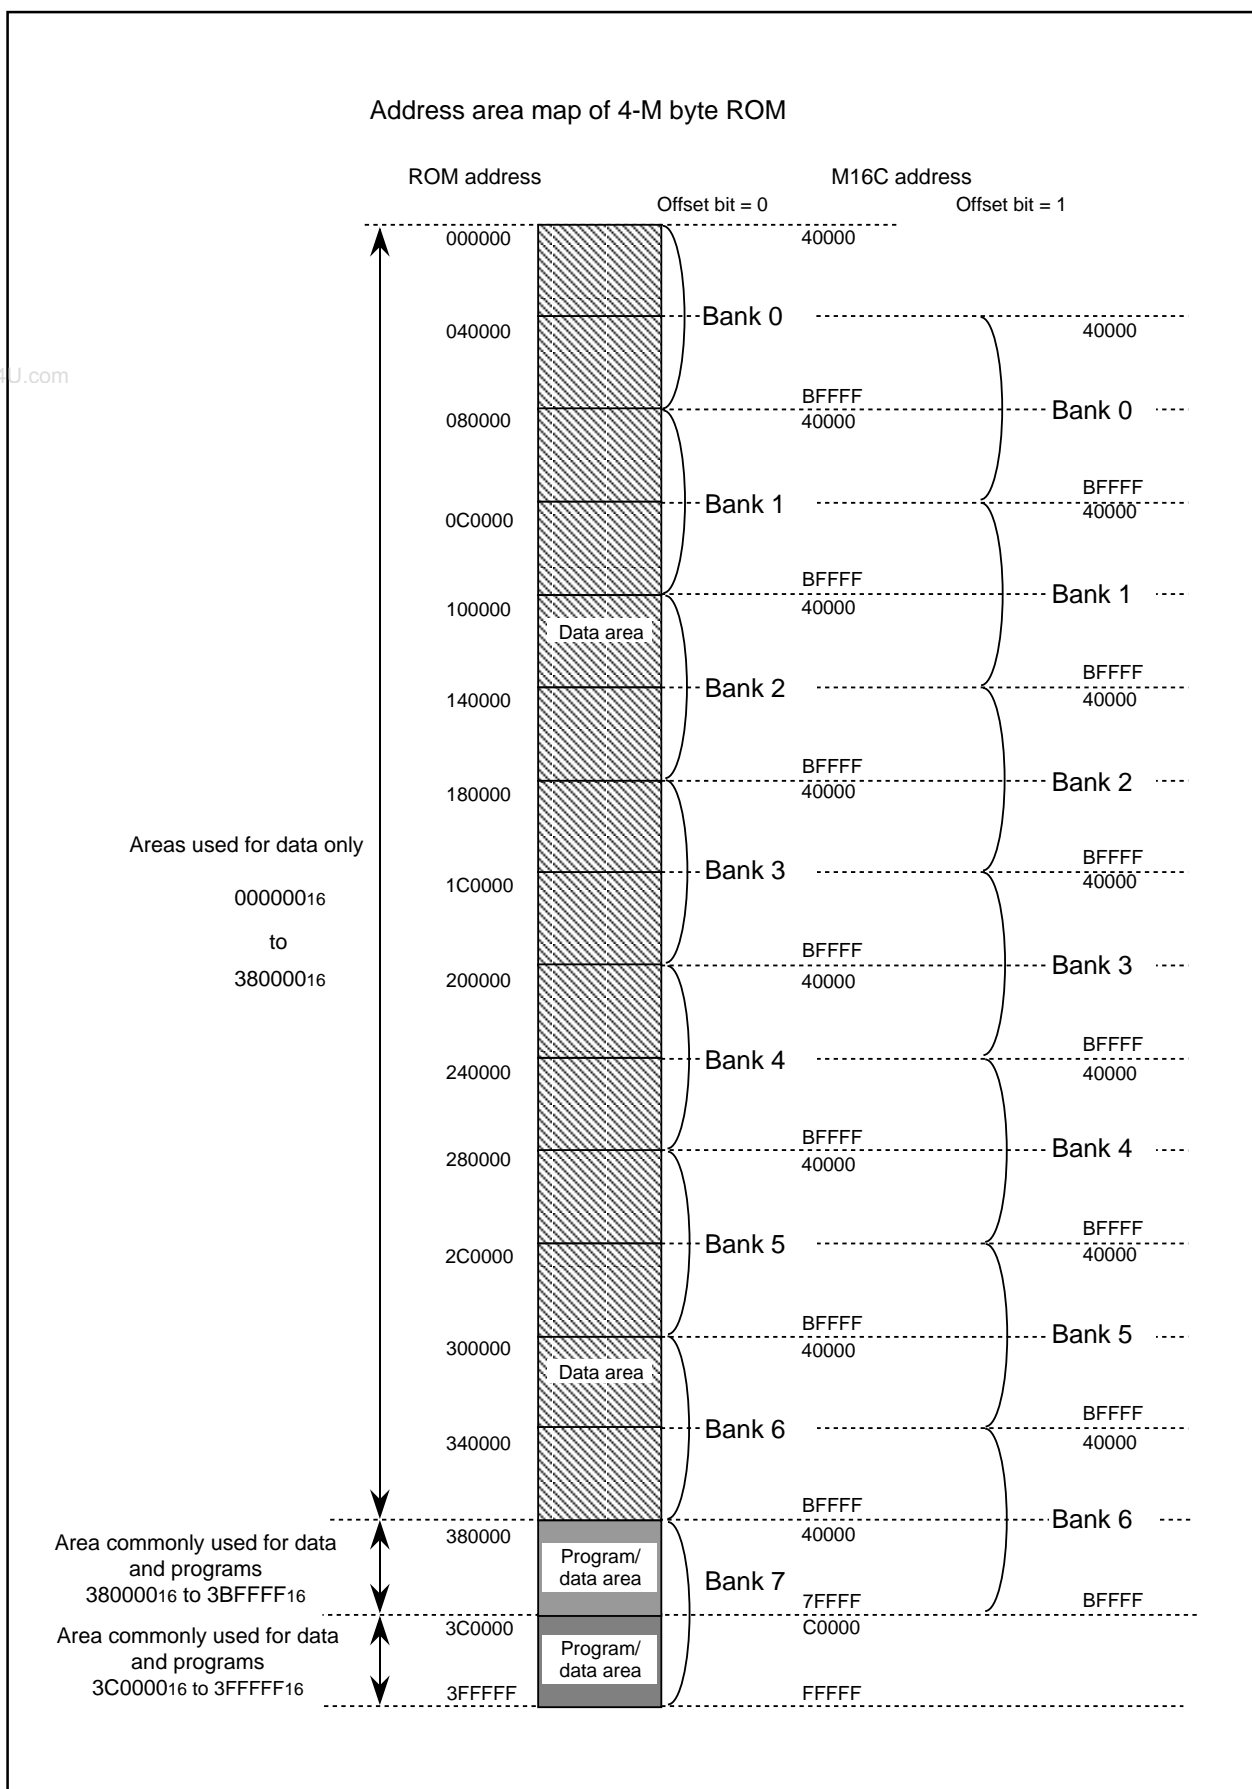 Address area map of 4-M byte ROM
ROM address
M16C address
Offset bit = 0
Offset bit = 1
000000
40000
Bank 0
040000
40000
4U.com
BFFFF
080000
40000
Bank 0
BFFFF
Bank 1
0C0000
40000
BFFFF
100000
40000
Bank 1
Data area
BFFFF
Bank 2
140000
40000
BFFFF
180000
40000
Bank 2
Areas used for data only
BFFFF
Bank 3
1C0000
40000
00000016
to
BFFFF
38000016
200000
40000
Bank 3
BFFFF
Bank 4
240000
40000
BFFFF
280000
40000
Bank 4
BFFFF
Bank 5
2C0000
40000
BFFFF
300000
40000
Bank 5
Data area
BFFFF
Bank 6
340000
40000
BFFFF
380000
40000
Bank 6
Area commonly used for data
and programs
38000016 to 3BFFFF16
Program/
data area
Bank 7
7FFFF
BFFFF
3C0000
C0000
Area commonly used for data
and programs
3C000016 to 3FFFFF16
Program/
data area
3FFFFF
FFFFF